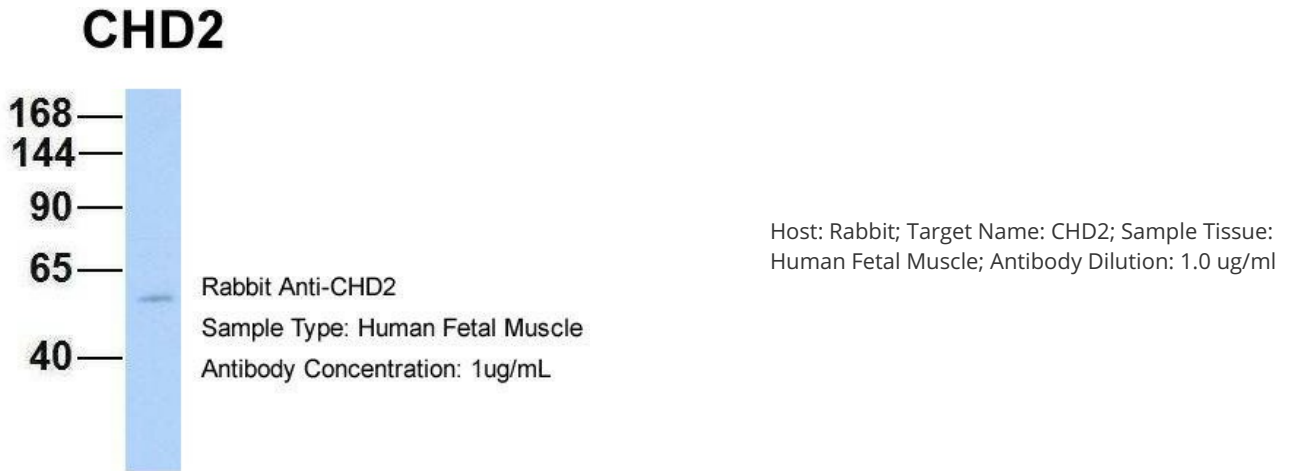 CHD2
168
144
90
65
40
Rabbit Anti-CHD2
Sample Type: Human Fetal Muscle
Antibody Concentration: 1ug/mL
Host: Rabbit; Target Name: CHD2; Sample Tissue:
Human Fetal Muscle; Antibody Dilution: 1.0 ug/ml